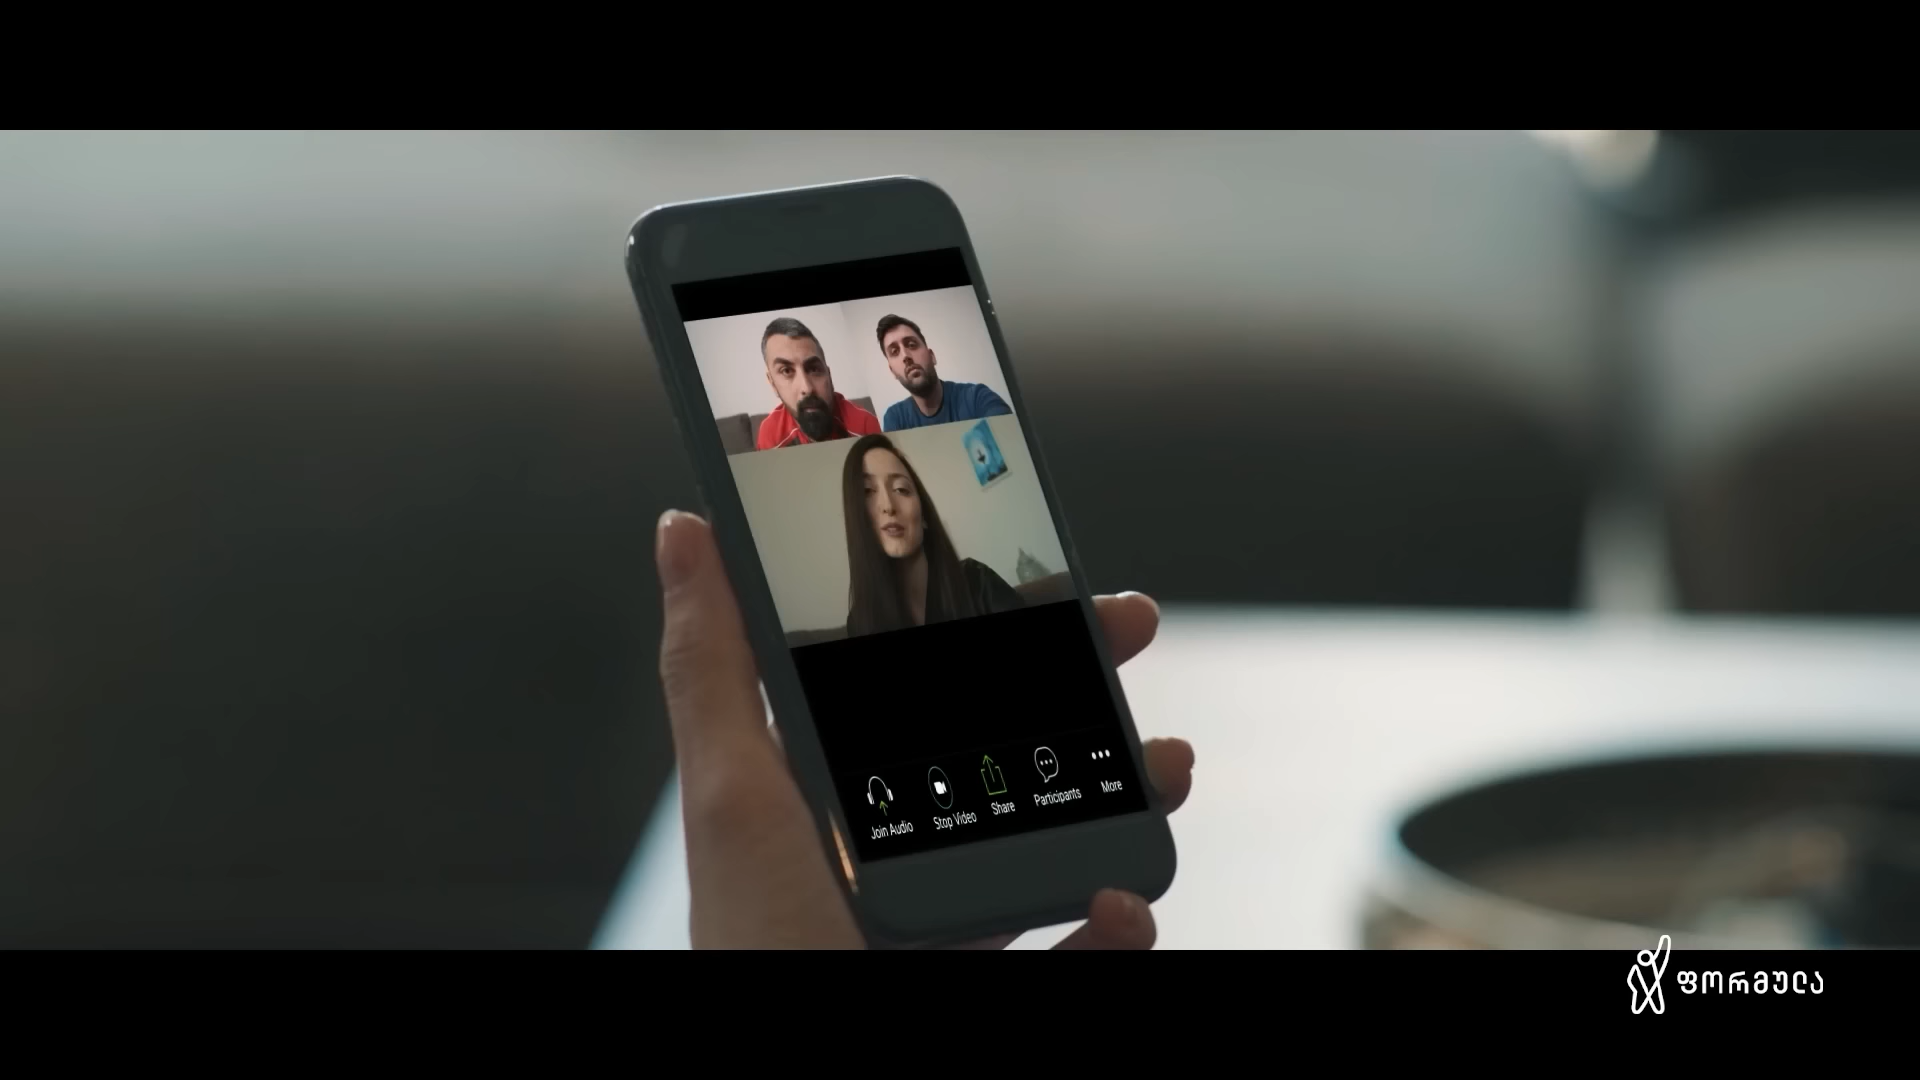 Join Audio
Stop Video
Share
Participants
More
ფორმულა